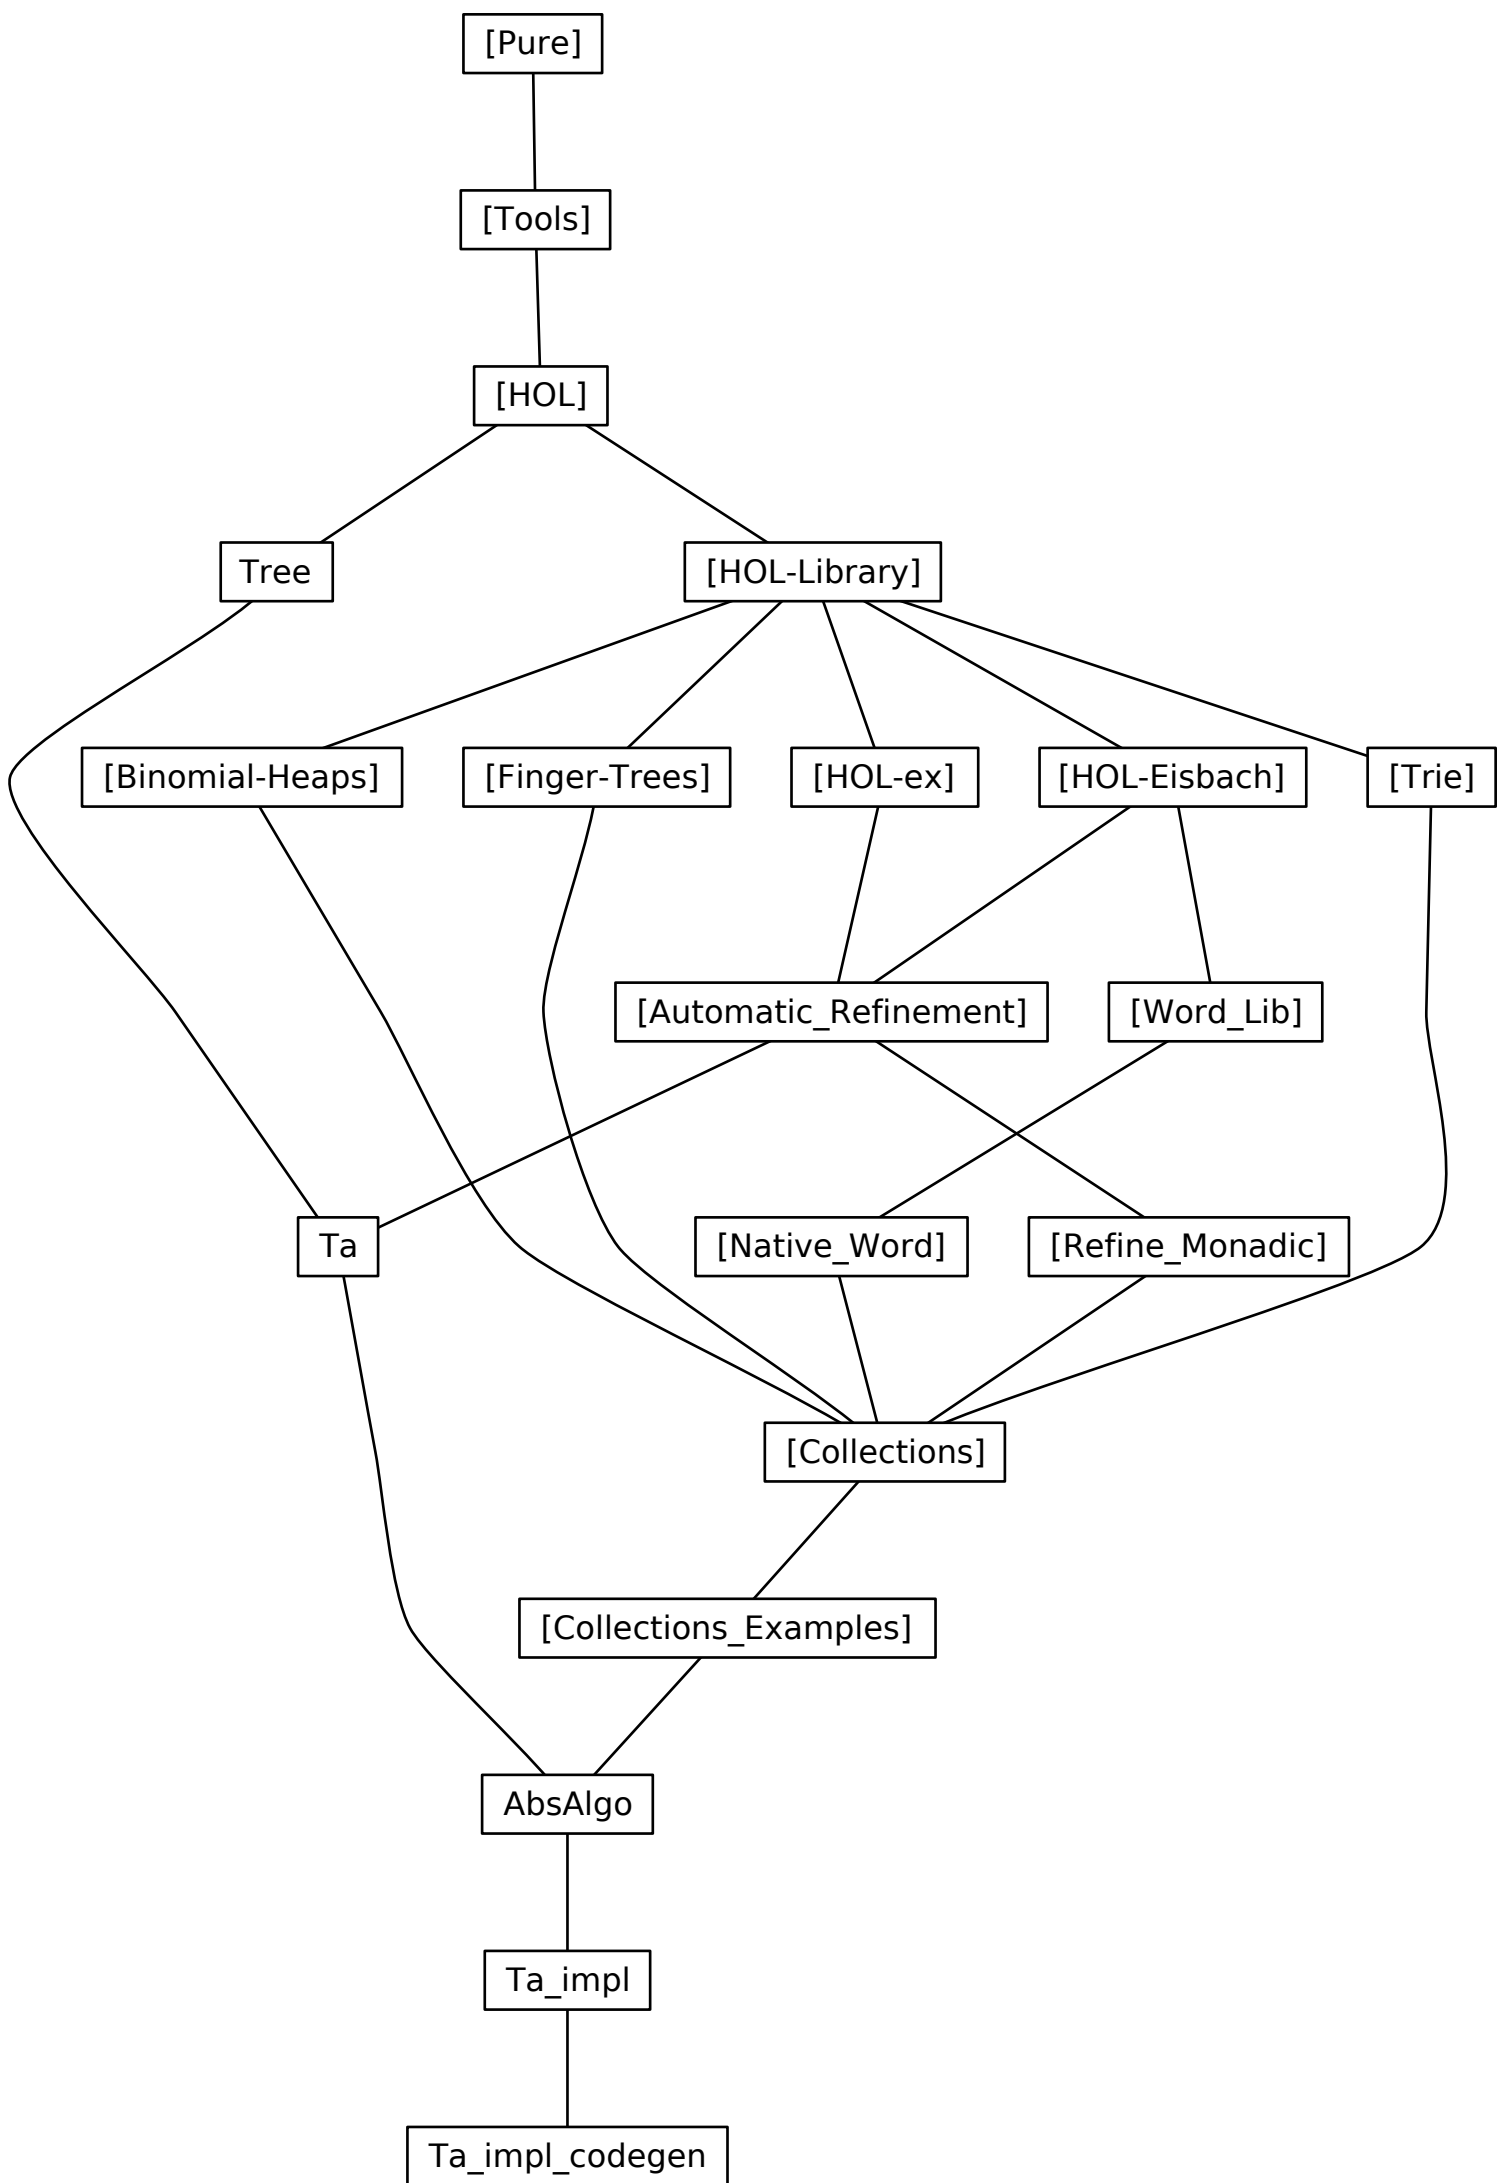 [Pure]
[Tools]
[HOL]
Tree
[HOL-Library]
[Binomial-Heaps]
[Finger-Trees]
[HOL-ex]
[HOL-Eisbach]
[Trie]
[Automatic_Refinement]
[Word_Lib]
Ta
[Native_Word]
[Refine_Monadic]
[Collections]
[Collections_Examples]
AbsAlgo
Ta_impl
Ta_impl_codegen